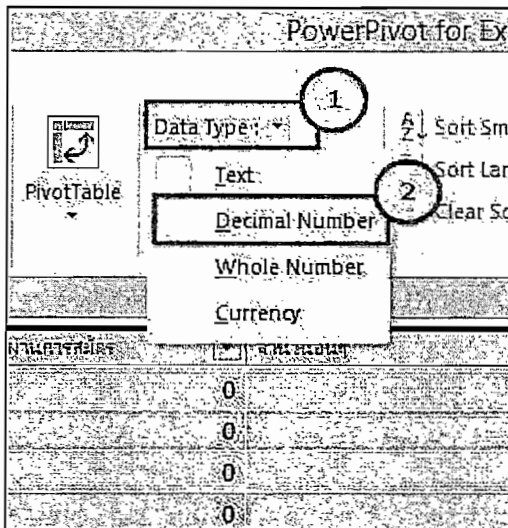 PowerPivot for Ex
1
Data Type :
Sort Sm
PivotTable
Text
2
Sort Lar
Decimal Number
Clear So
Whole Number
Currency
0
0
0
0